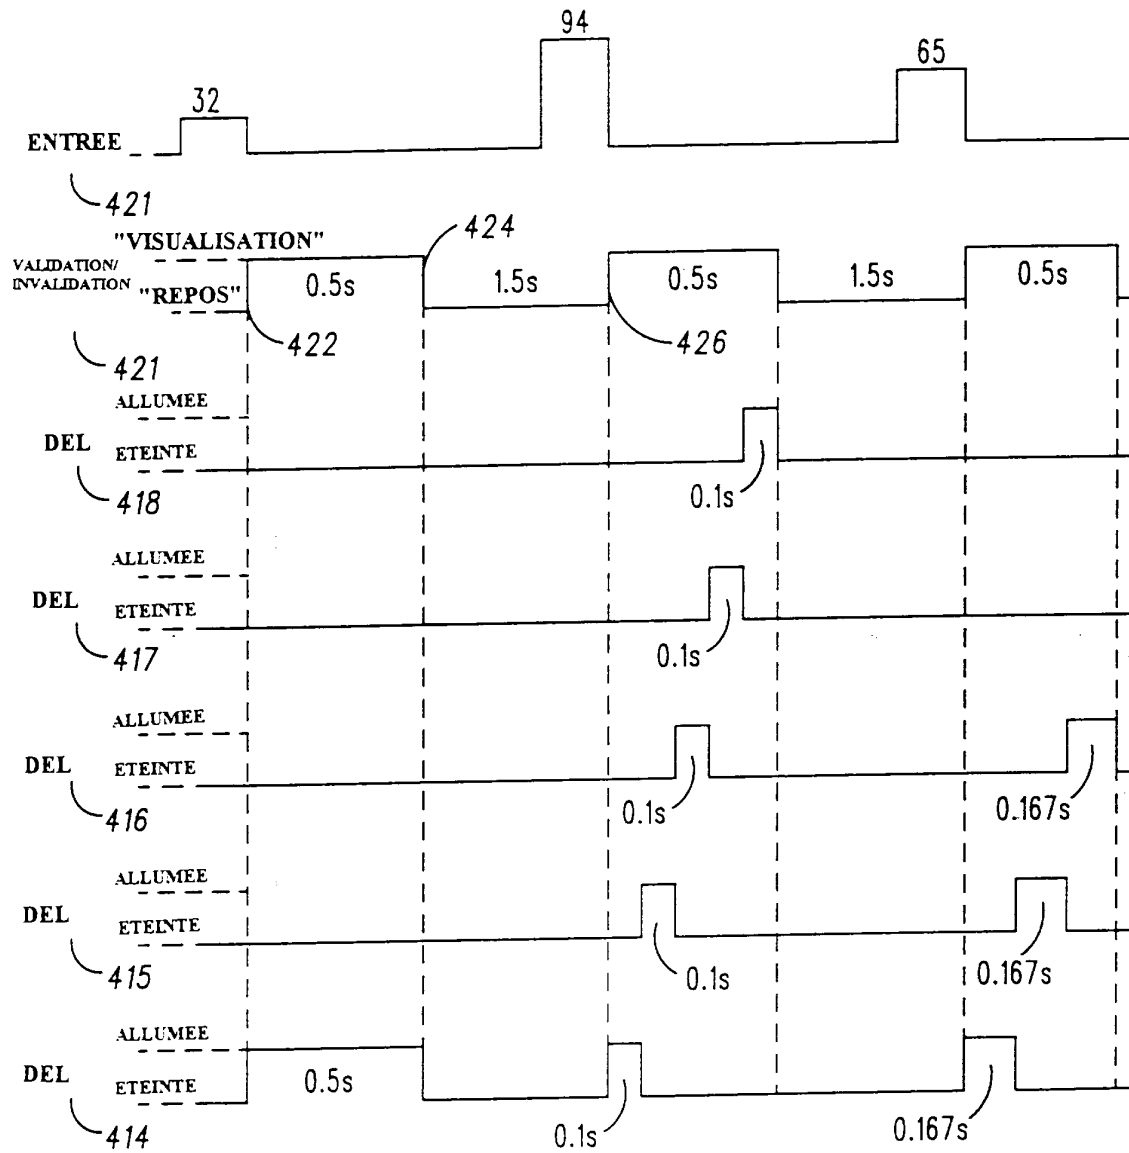 94
65
32
ENTREE
421
"VISUALISATION"
424
VALIDATION/
INVALIDATION
"REPOS"
0.5s
1.5s
0.5s
1.5s
0.5s
422
426
421
ALLUMEE
DEL
ETEINTE
418
0.1s
ALLUMEE
DEL
ETEINTE
417
0.1s
ALLUMEE
DEL
ETEINTE
416
0.1s
0.167s
ALLUMEE
DEL
ETEINTE
415
0.1s
0.167s
ALLUMEE
DEL
ETEINTE
0.5s
414
0.1s
0.167s